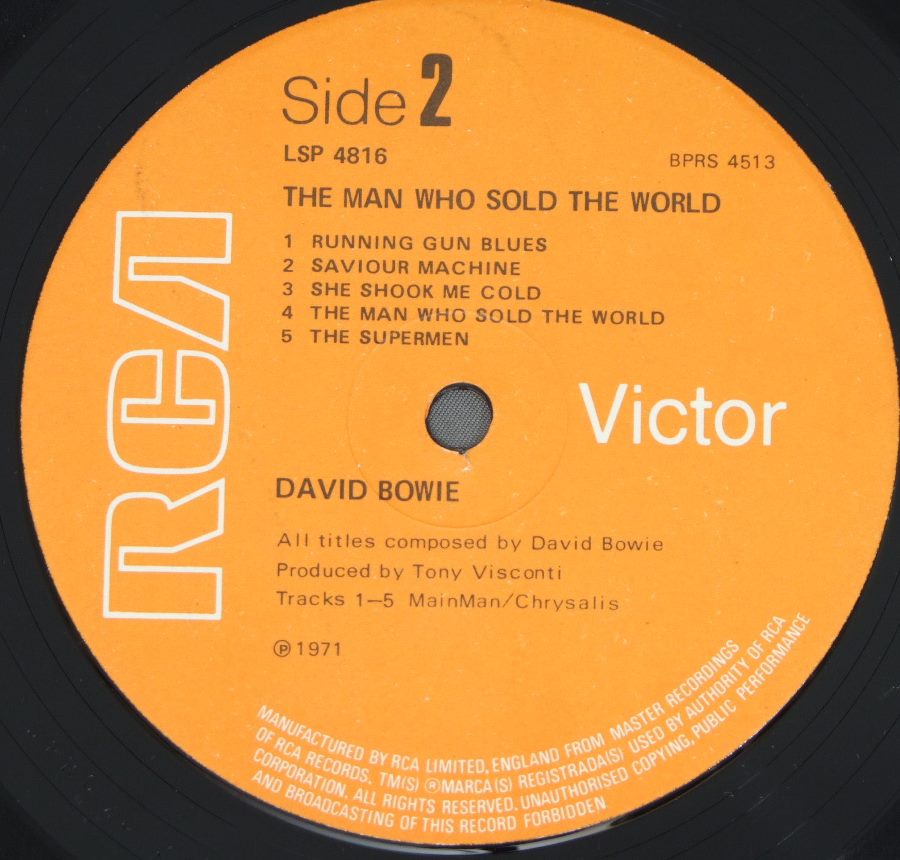 Side 2
LSP 4816
BPRS 4513
THE MAN WHO SOLD THE WORLD
1 RUNNING GUN BLUES
2 SAVIOUR MACHINE
3 SHE SHOOK ME COLD
4 THE MAN WHO SOLD THE WORLD
5 THE SUPERMEN
RCA
Victor
DAVID BOWIE
All titles composed by David Bowie
Produced by Tony Visconti
Tracks 1–5 MainMan/Chrysalis
℗ 1971
MANUFACTURED BY RCA LIMITED, ENGLAND FROM MASTER RECORDINGS
OF RCA RECORDS. TM(S) ® MARCA(S) REGISTRADA(S) USED BY AUTHORITY OF RCA
CORPORATION. ALL RIGHTS RESERVED. UNAUTHORISED COPYING, PUBLIC PERFORMANCE
AND BROADCASTING OF THIS RECORD FORBIDDEN